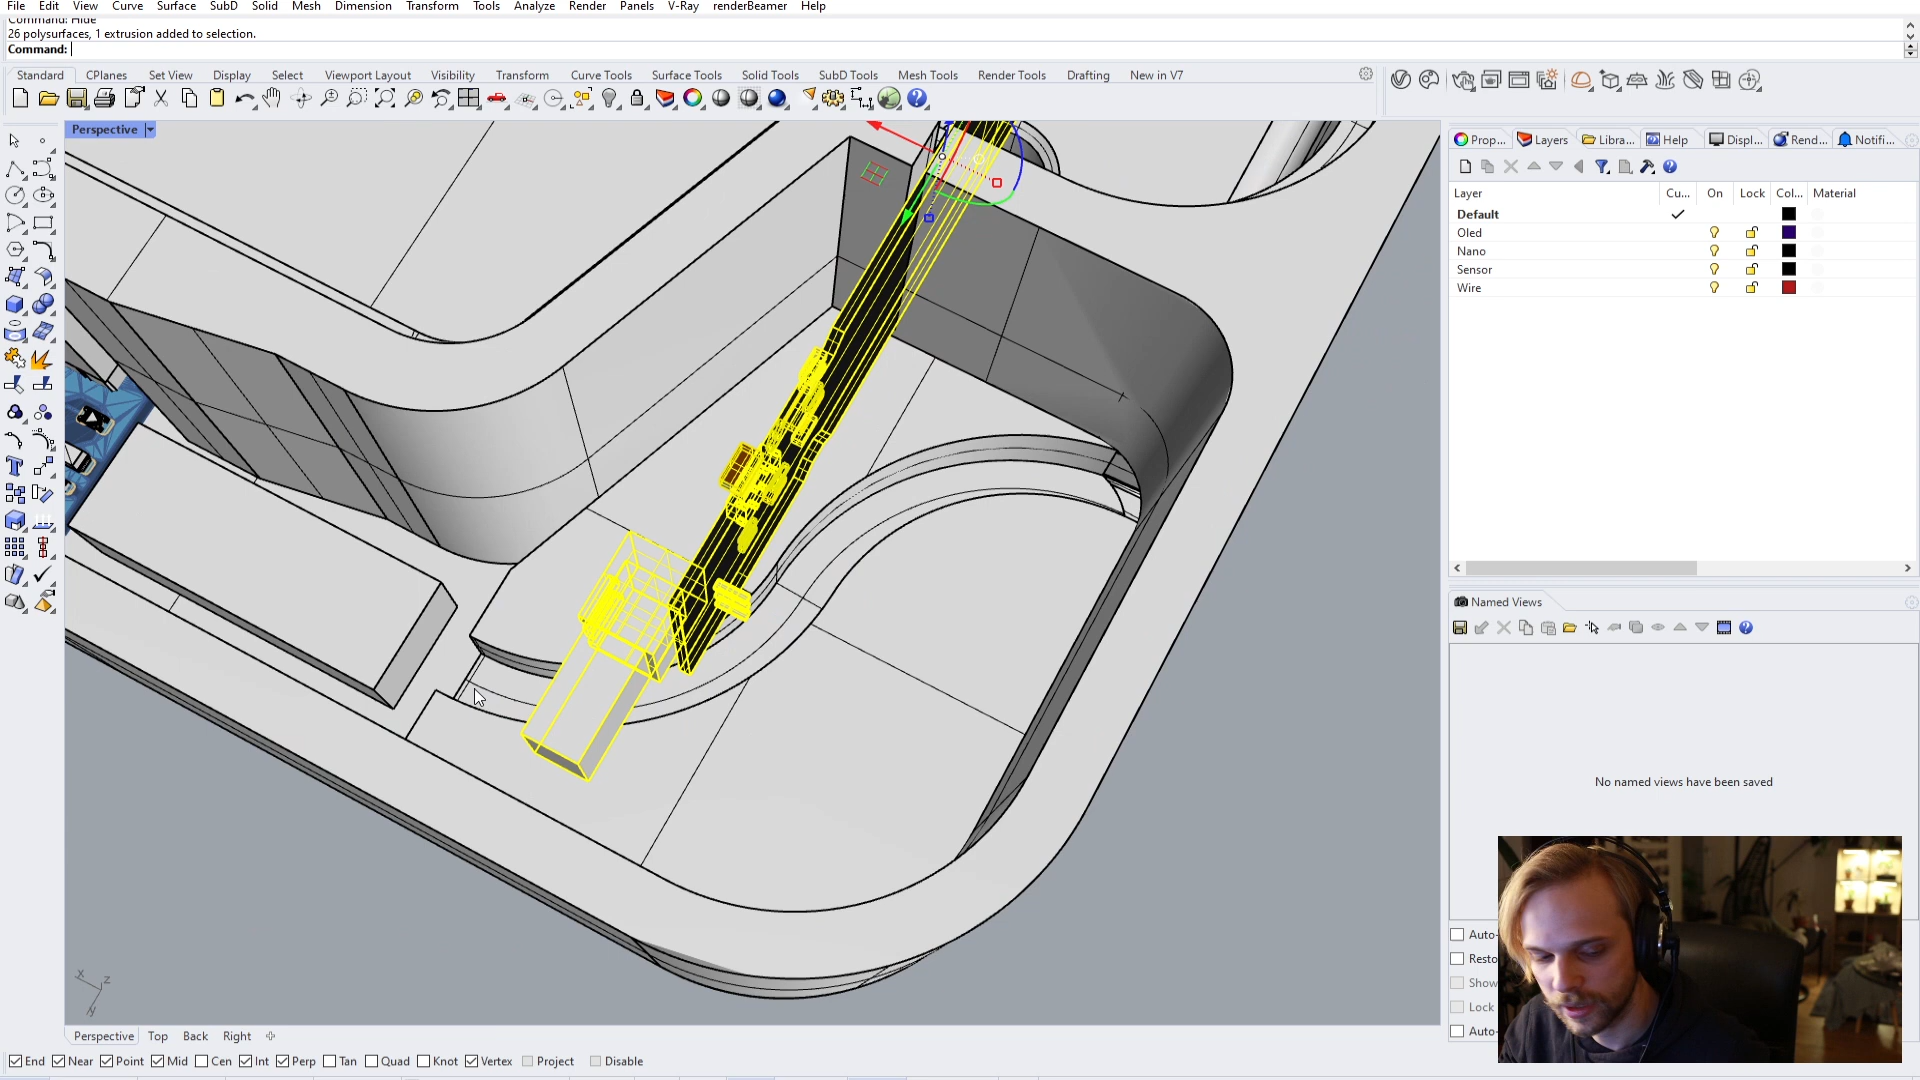 File Edit View Curve Surface SubD Solid Mesh Dimension Transform Tools Analyze Render Panels V-Ray renderBeamer Help
Command: Hide
26 polysurfaces, 1 extrusion added to selection.
Command:
Standard CPlanes Set View Display Select Viewport Layout Visibility Transform Curve Tools Surface Tools Solid Tools SubD Tools Mesh Tools Render Tools Drafting New in V7
Perspective
Prop... Layers Libra... Help Displ... Rend... Notifi...
Layer Cu... On Lock Col... Material
Default
Oled
Nano
Sensor
Wire
Named Views
No named views have been saved
Auto-
Resto
Show
Lock
Auto-
x z
y
Perspective Top Back Right
End Near Point Mid Cen Int Perp Tan Quad Knot Vertex Project Disable